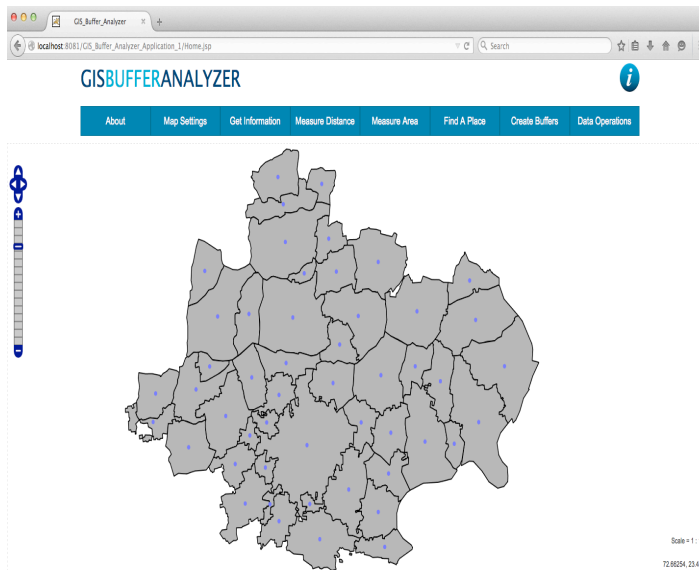 GIS_Buffer_Analyzer × +
localhost:8081/GIS_Buffer_Analyzer_Application_1/Home.jsp Search
GISBUFFERANALYZER i
About Map Settings Get Information Measure Distance Measure Area Find A Place Create Buffers Data Operations
Scale = 1 :
72.66254, 23.4